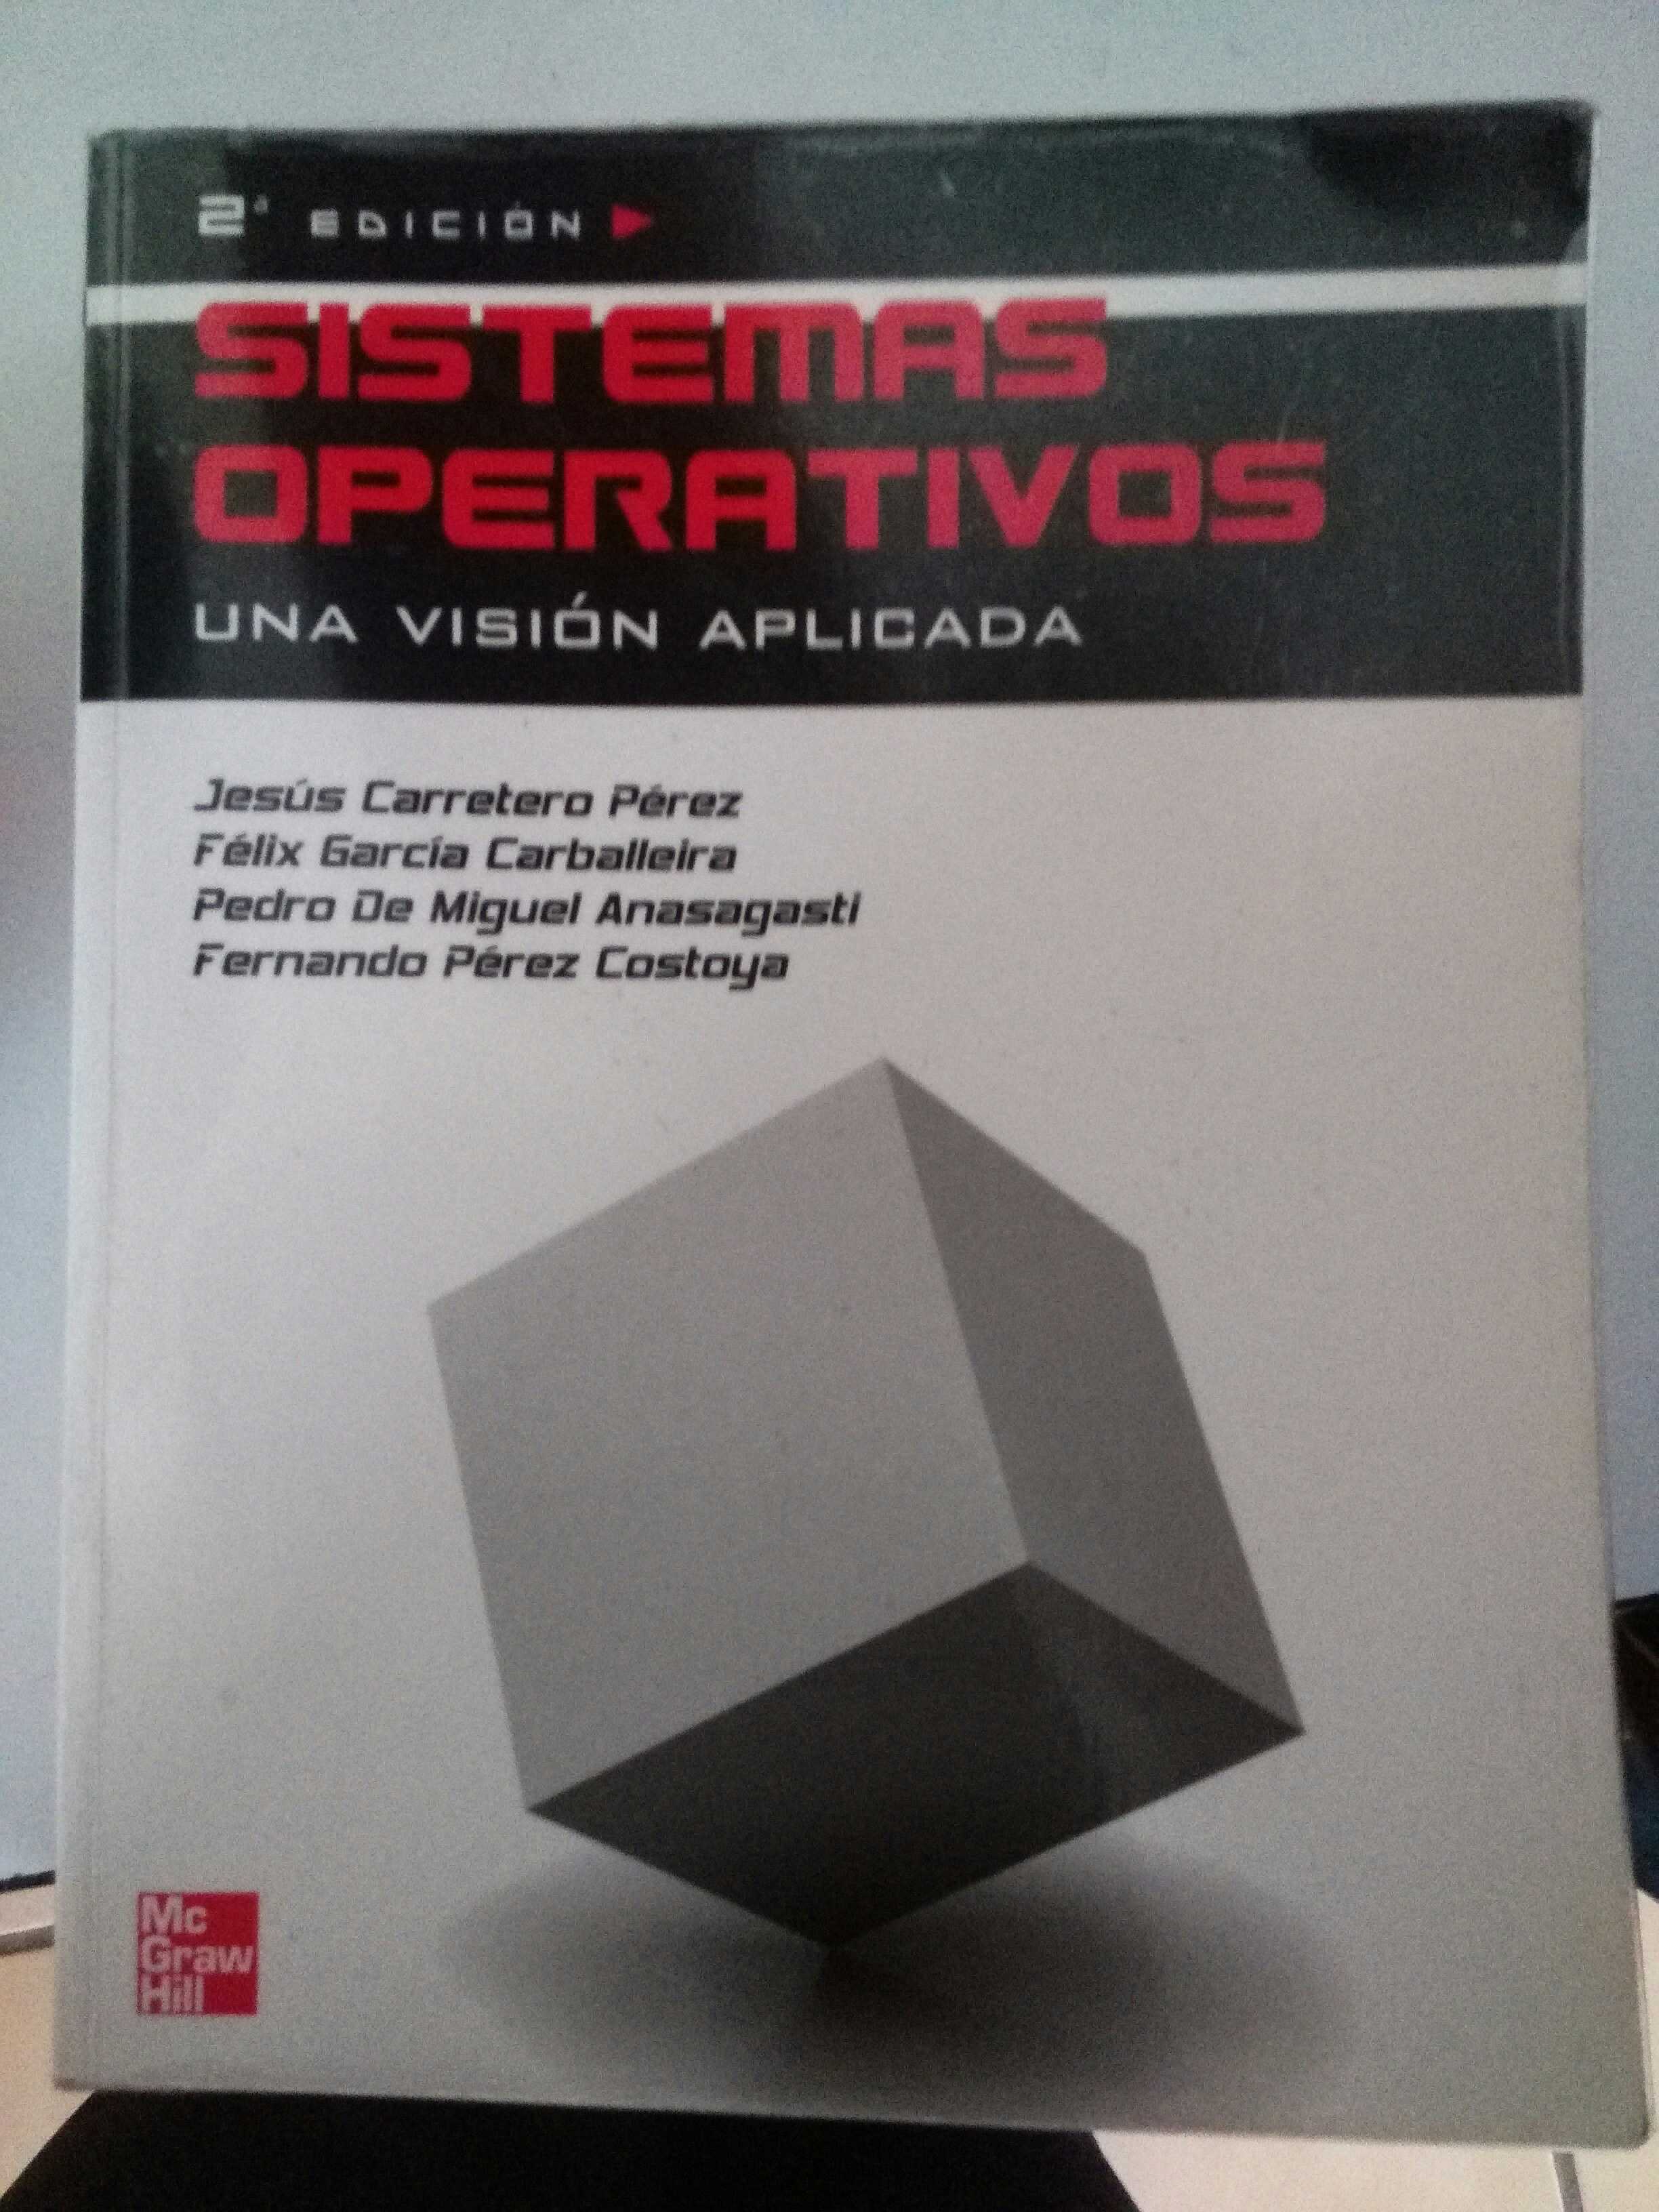 2ª EDICIÓN
SISTEMAS
OPERATIVOS
UNA VISIÓN APLICADA
Jesús Carretero Pérez
Félix García Carballeira
Pedro De Miguel Anasagasti
Fernando Pérez Costoya
Mc
Graw
Hill